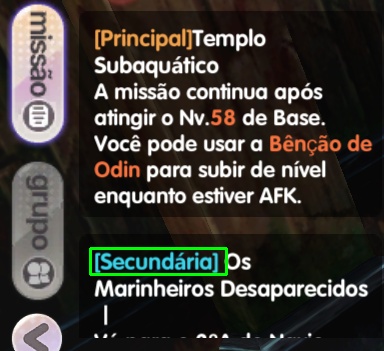 missão
grupo
[Principal]Templo
Subaquático
A missão continua após
atingir o Nv.58 de Base.
Você pode usar a Bênção de
Odin para subir de nível
enquanto estiver AFK.
[Secundária] Os
Marinheiros Desaparecidos
|